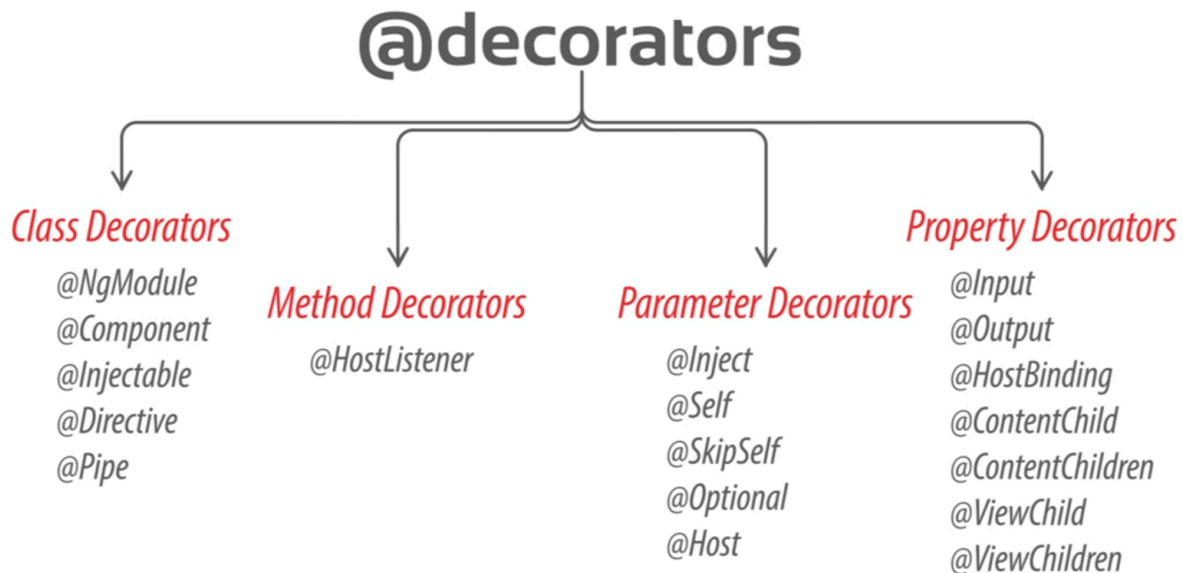 @decorators
Class Decorators
@NgModule
@Component
@Injectable
@Directive
@Pipe
Method Decorators
@HostListener
Parameter Decorators
@Inject
@Self
@SkipSelf
@Optional
@Host
Property Decorators
@Input
@Output
@HostBinding
@ContentChild
@ContentChildren
@ViewChild
@ViewChildren